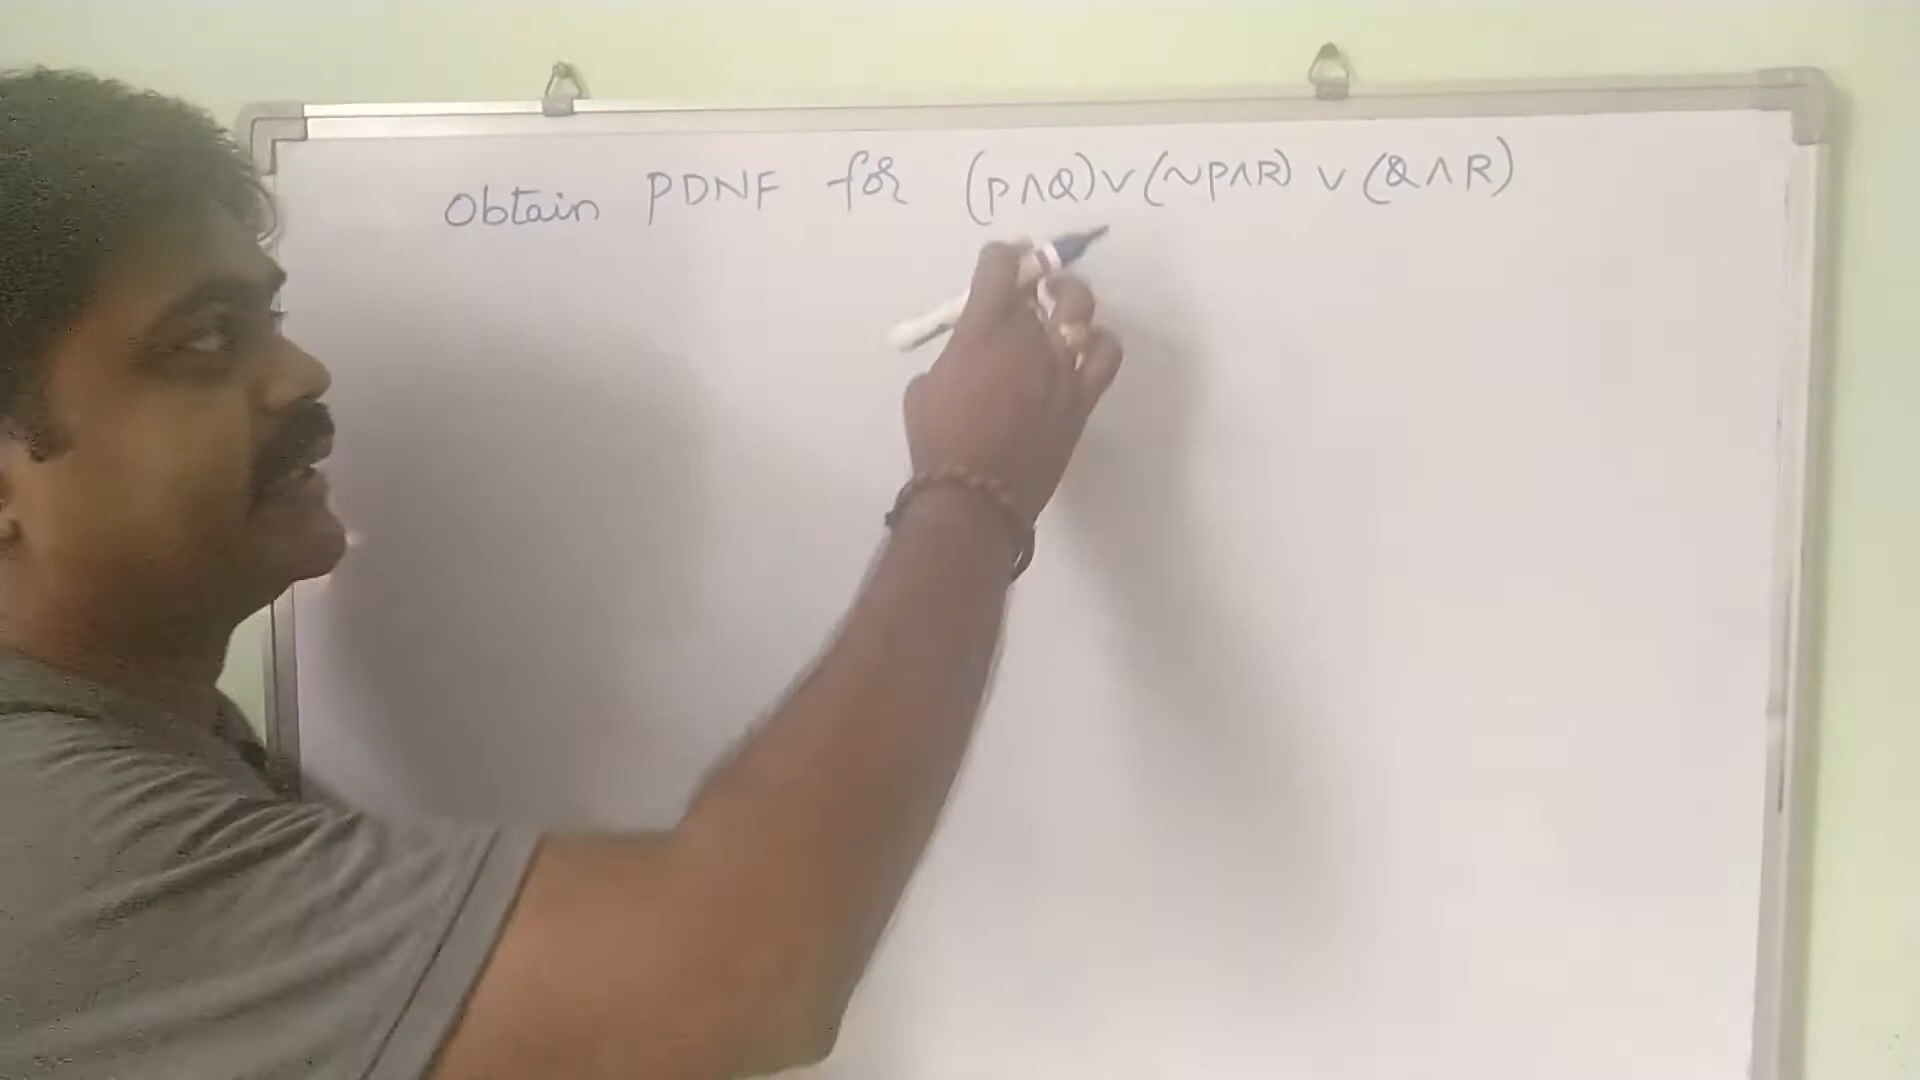 Obtain PDNF for (P∧Q)∨(~P∧R) ∨ (Q∧R)